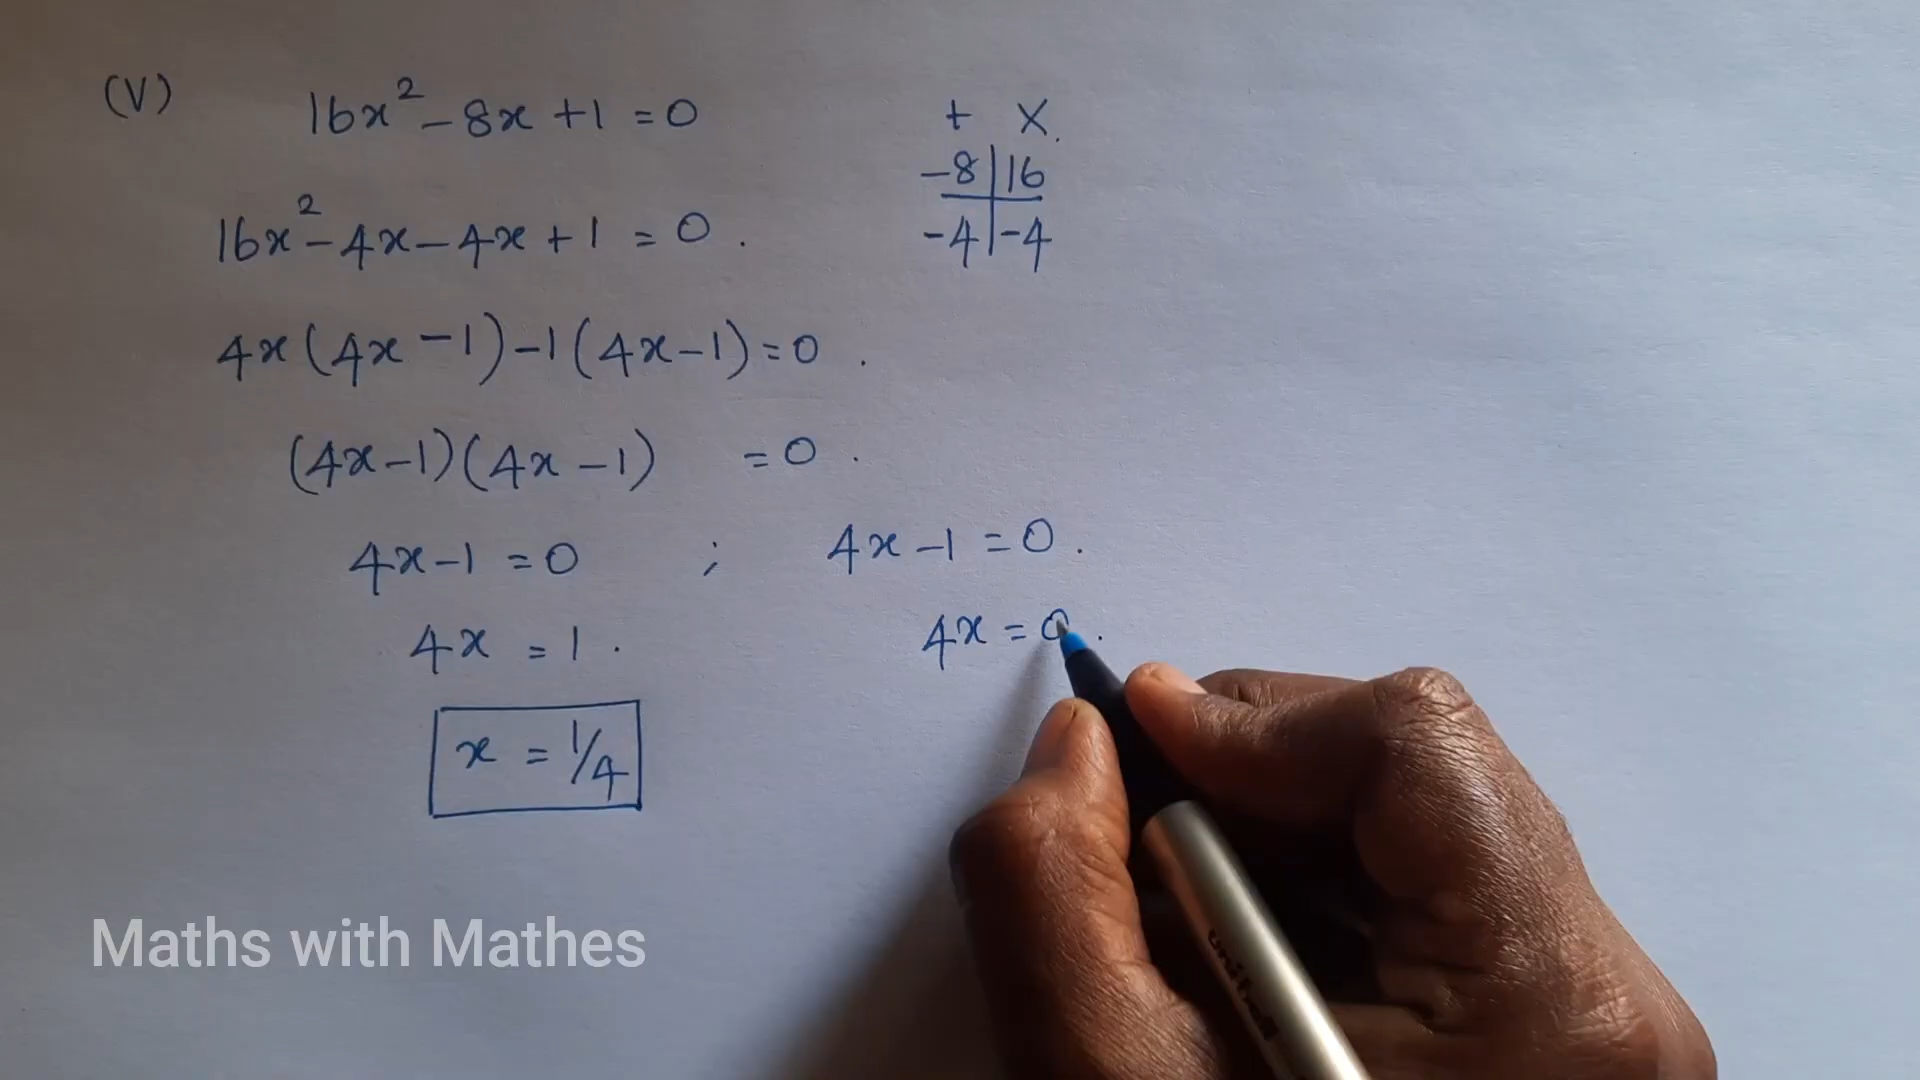 (V) 16x² - 8x + 1 = 0
+ X
-8 | 16
-4 | -4
16x² - 4x - 4x + 1 = 0.
4x(4x - 1) - 1(4x - 1) = 0.
(4x - 1)(4x - 1) = 0.
4x - 1 = 0 ; 4x - 1 = 0.
4x = 1. 4x = 0.
x = 1/4
Maths with Mathes
uniball